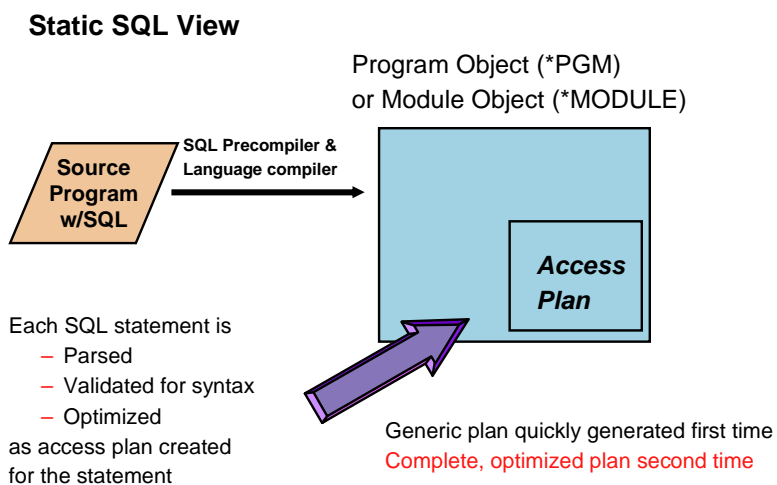 Static SQL View
Program Object (*PGM)
or Module Object (*MODULE)
SQL Precompiler &
Language compiler
Source
Program
w/SQL
Access
Plan
Each SQL statement is
– Parsed
– Validated for syntax
– Optimized
as access plan created
for the statement
Generic plan quickly generated first time
Complete, optimized plan second time